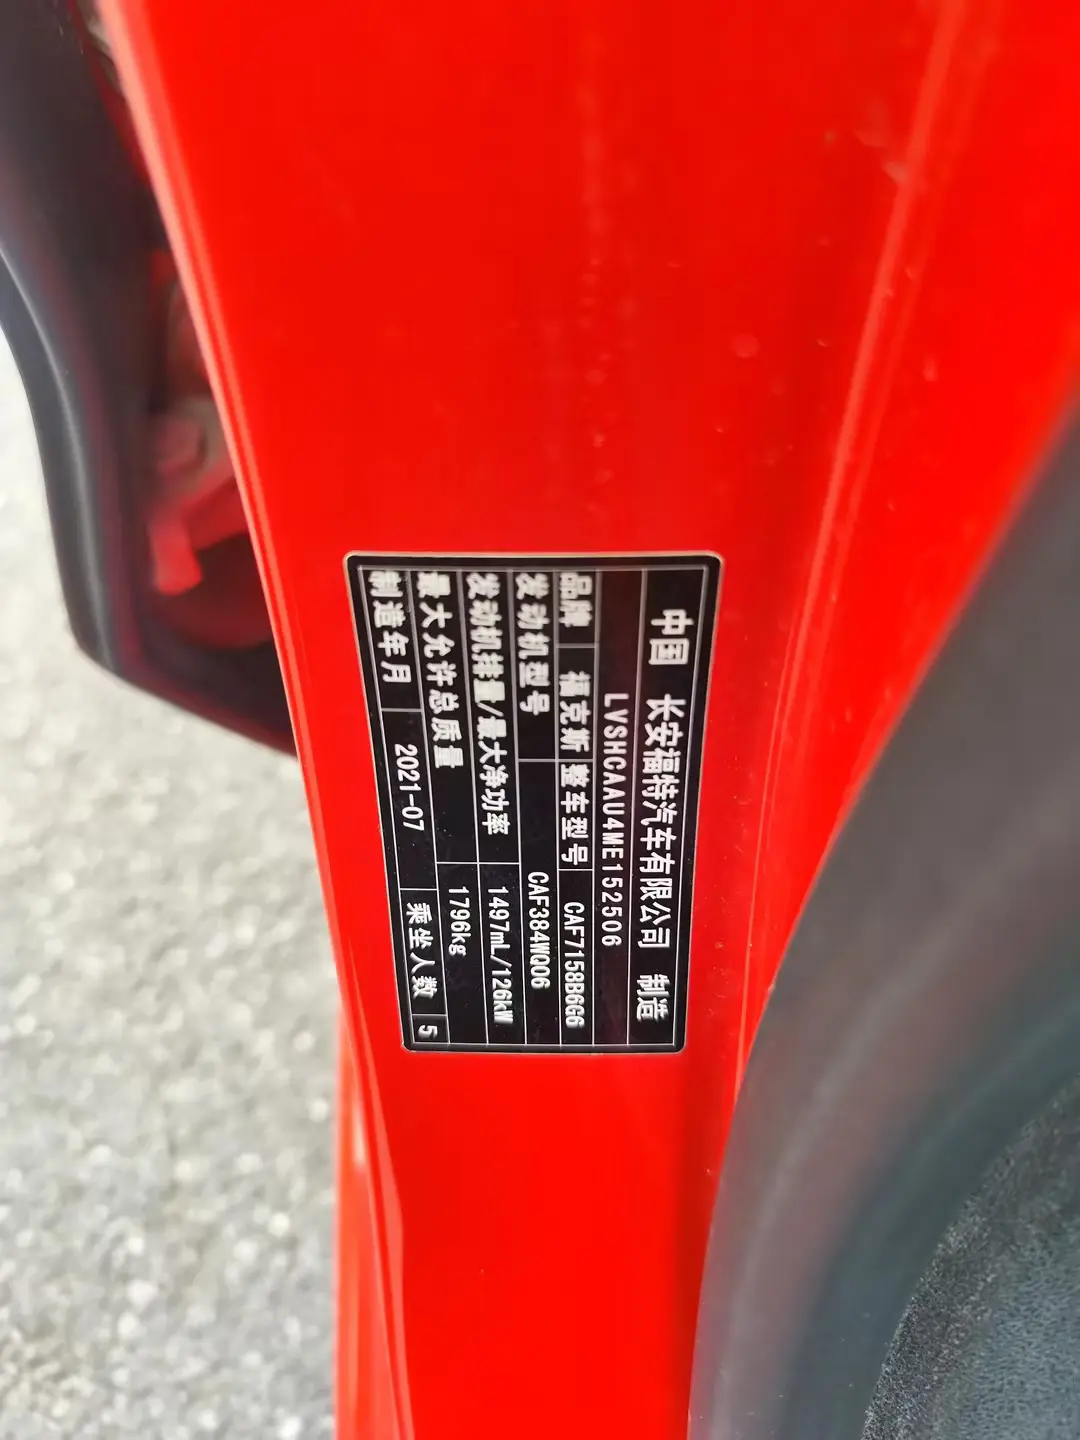 中国 长安福特汽车有限公司 制造
LVSHCAAU4ME152506
品牌 福克斯 整车型号 CAF7158B6G6
发动机型号 CAF384WQ06
发动机排量/最大净功率 1497mL/126kW
最大允许总质量 1796kg
制造年月 2021-07 乘坐人数 5